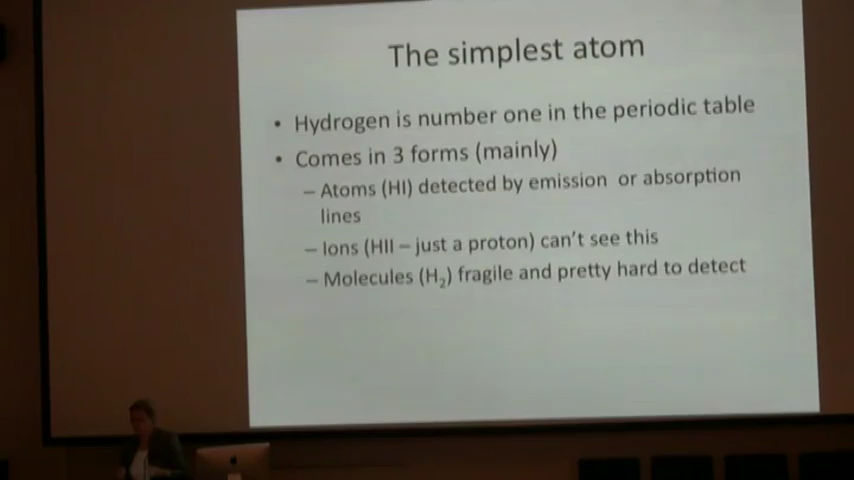 The simplest atom
• Hydrogen is number one in the periodic table
• Comes in 3 forms (mainly)
– Atoms (HI) detected by emission or absorption
lines
– Ions (HII – just a proton) can't see this
– Molecules (H₂) fragile and pretty hard to detect